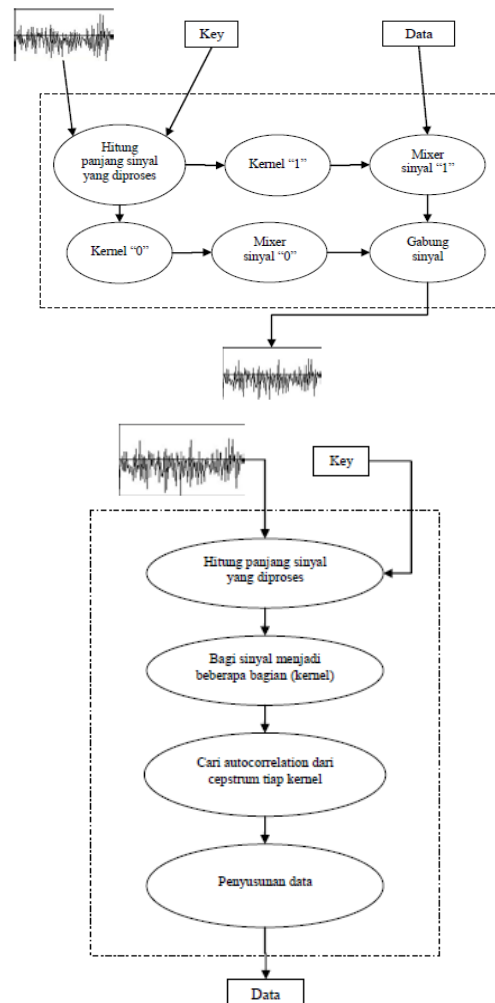 Key
Data
Hitung
panjang sinyal
yang diproses
Kernel “1”
Mixer
sinyal “1”
Kernel “0”
Mixer
sinyal “0”
Gabung
sinyal
Key
Hitung panjang sinyal
yang diproses
Bagi sinyal menjadi
beberapa bagian (kernel)
Cari autocorrelation dari
cepstrum tiap kernel
Penyusunan data
Data